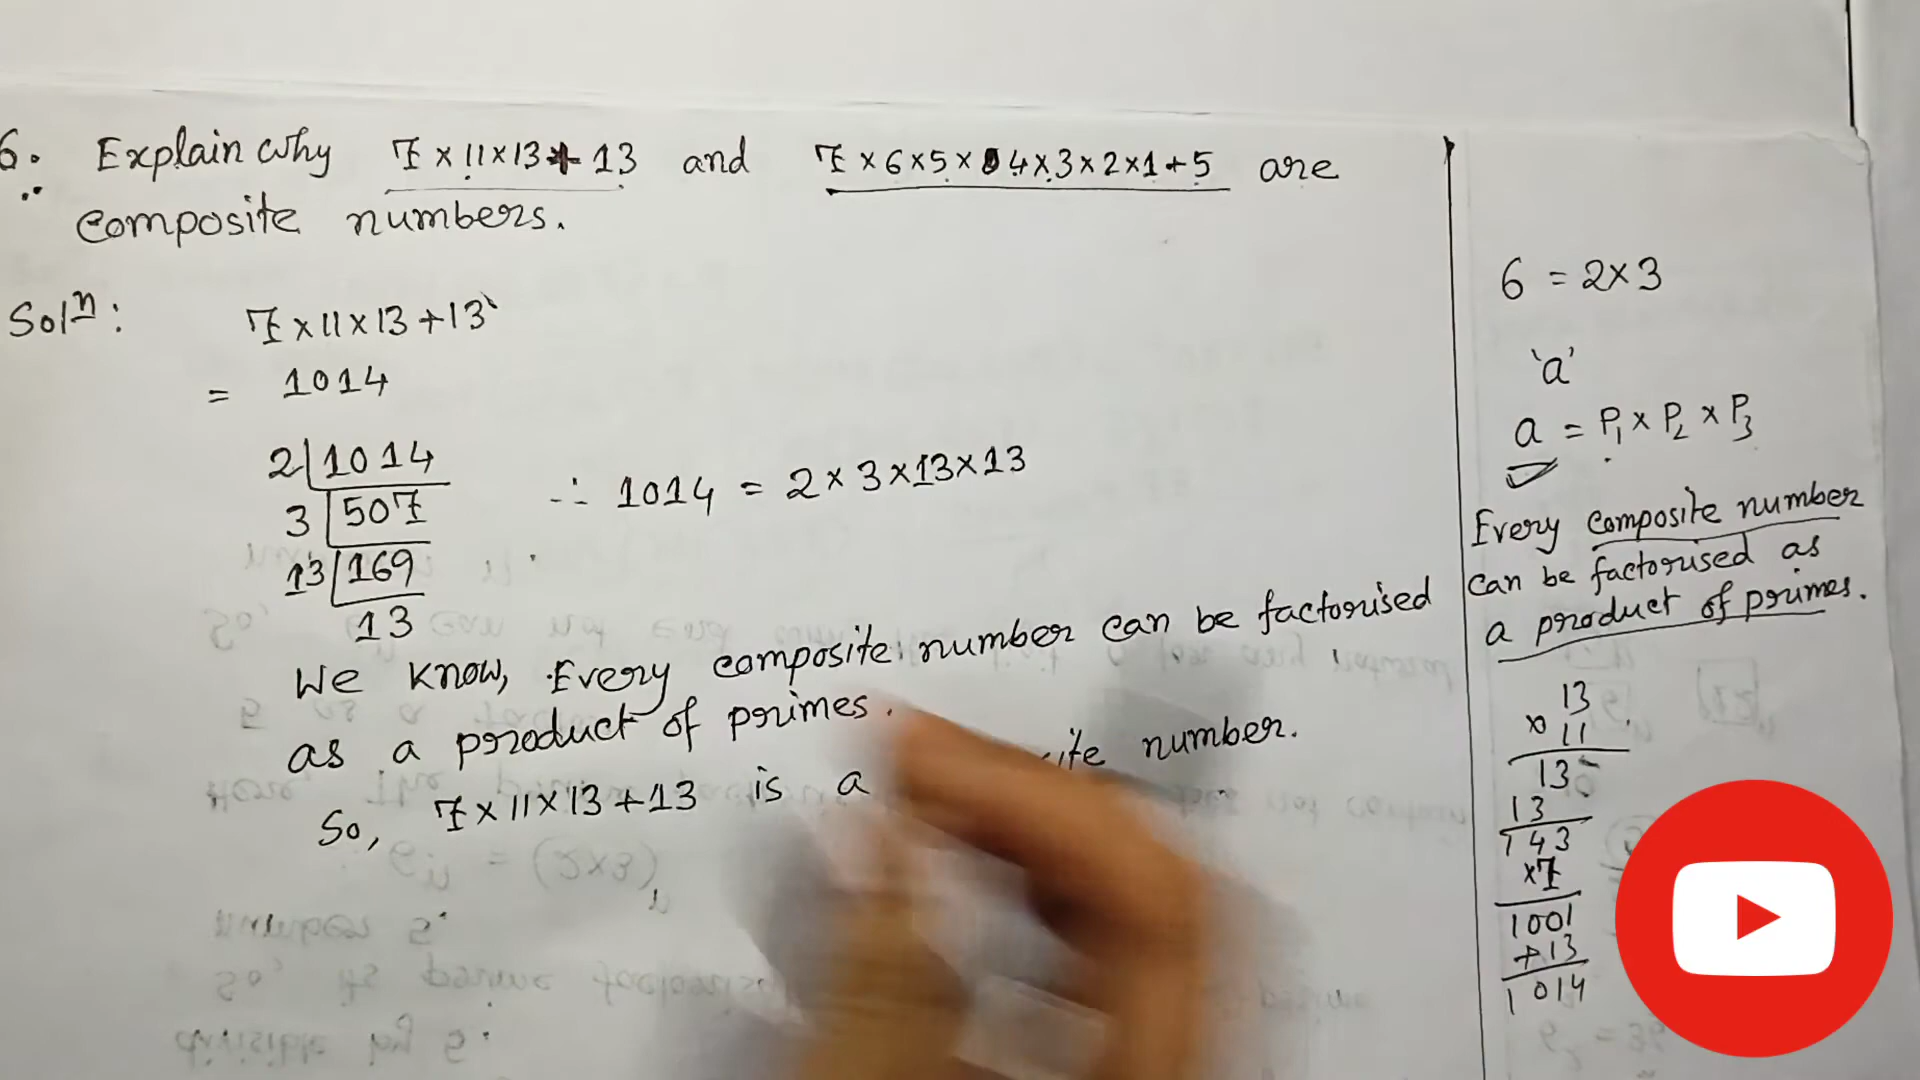 6. Explain why 7×11×13+13 and 7×6×5×4×3×2×1+5 are
composite numbers.
Solⁿ: 7×11×13+13
= 1014
2|1014
3|507
13|169
13
∴ 1014 = 2×3×13×13
We know, Every composite number can be factorised
as a product of primes.
So, 7×11×13+13 is a number.
6 = 2×3
'a'
a = P₁×P₂×P₃
Every composite number
can be factorised as
a product of primes.
13
×11
13
13
143
×7
1001
+13
1014